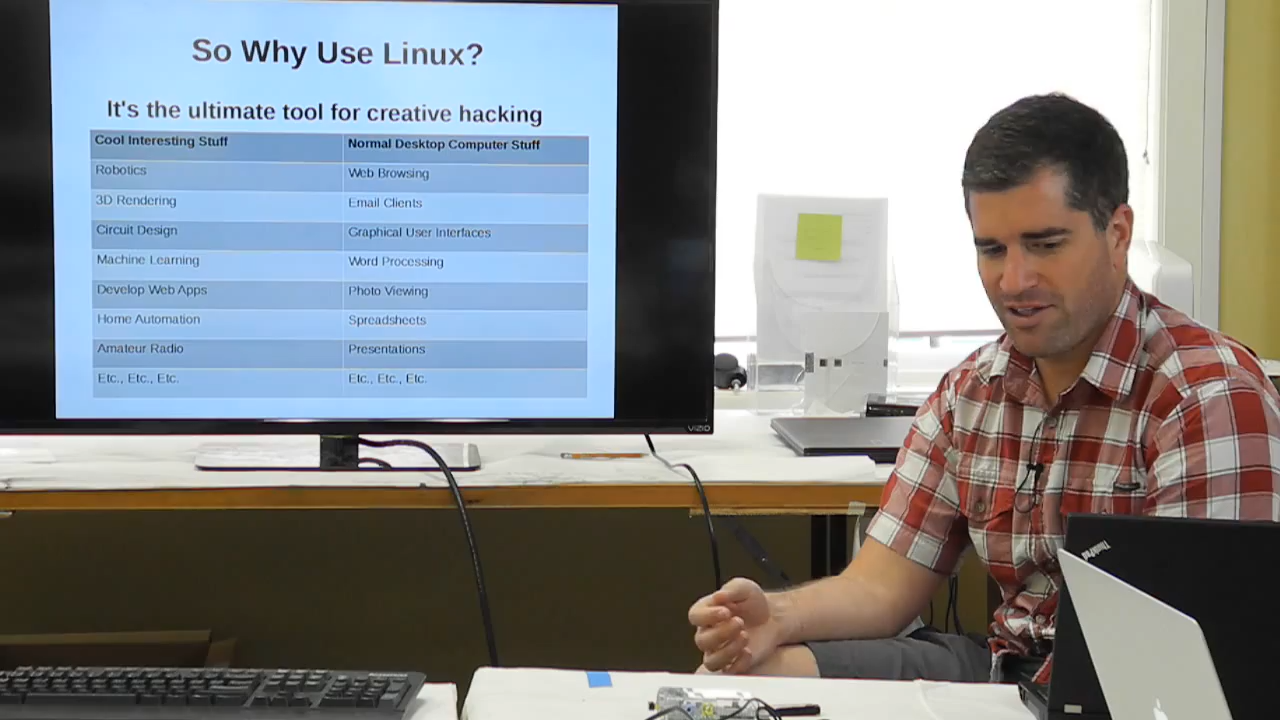 So Why Use Linux?
It's the ultimate tool for creative hacking
Cool Interesting Stuff Normal Desktop Computer Stuff
Robotics Web Browsing
3D Rendering Email Clients
Circuit Design Graphical User Interfaces
Machine Learning Word Processing
Develop Web Apps Photo Viewing
Home Automation Spreadsheets
Amateur Radio Presentations
Etc., Etc., Etc. Etc., Etc., Etc.
VIZIO
ThinkPad